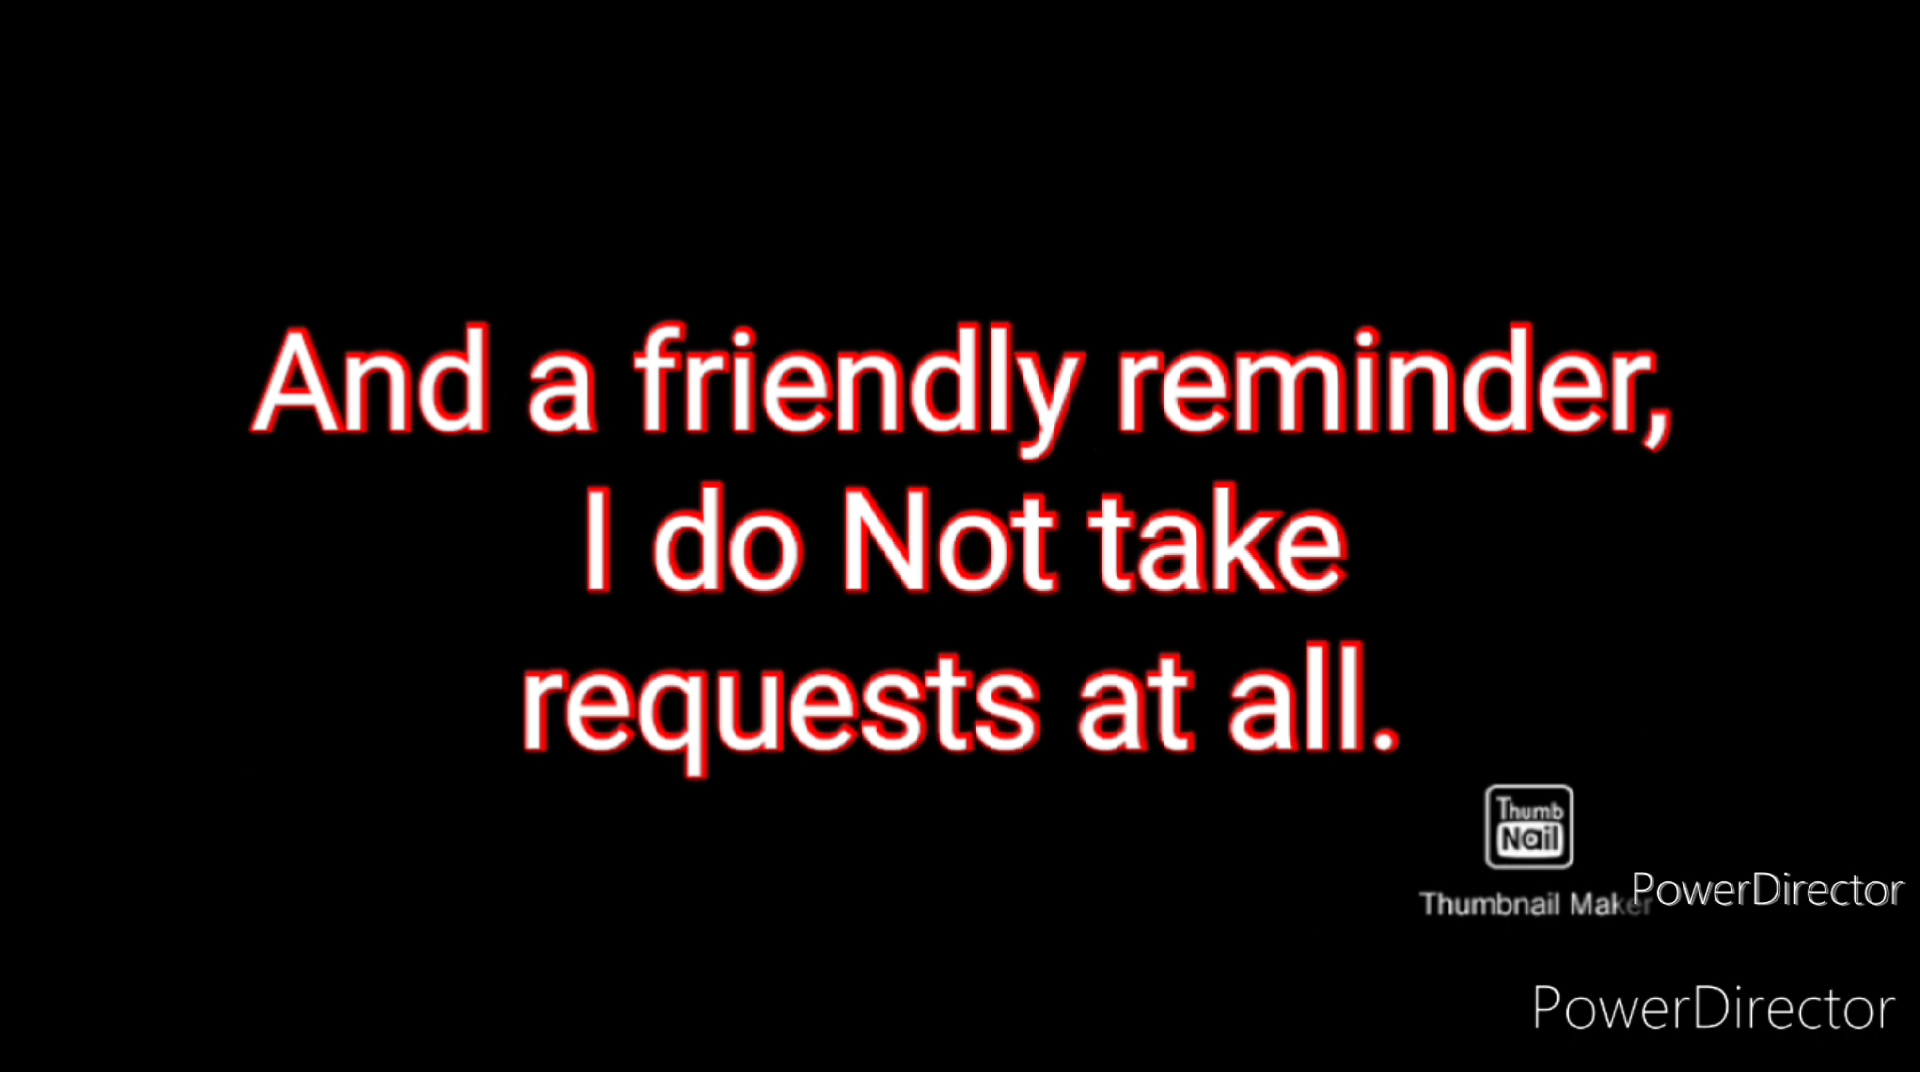 And a friendly reminder,
I do Not take
requests at all.
Thumb
Nail
Thumbnail Maker
PowerDirector
PowerDirector